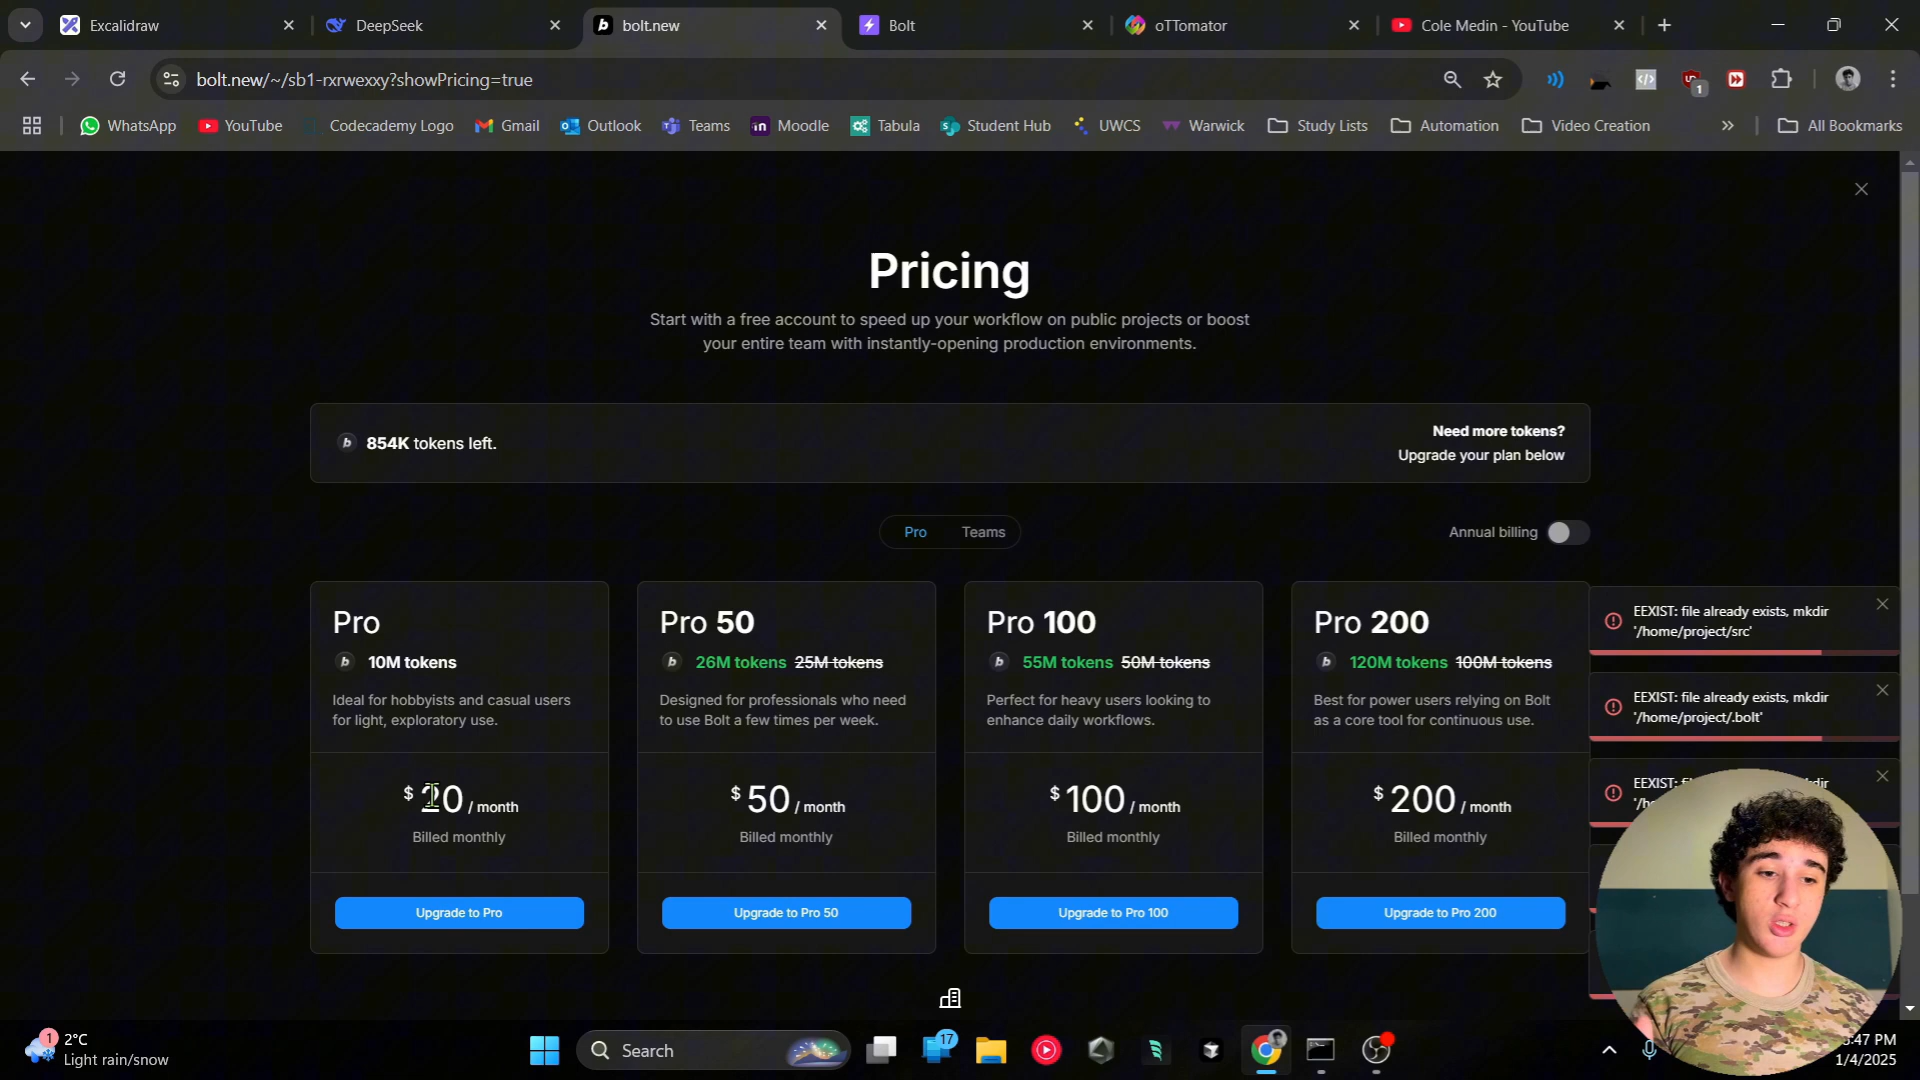 Excalidraw
DeepSeek
bolt.new
Bolt
oTTomator
Cole Medin - YouTube
bolt.new/~/sb1-rxrwexxy?showPricing=true
1
WhatsApp
YouTube
Codecademy Logo
Gmail
Outlook
Teams
Moodle
Tabula
Student Hub
UWCS
Warwick
Study Lists
Automation
Video Creation
All Bookmarks
Pricing
Start with a free account to speed up your workflow on public projects or boost
your entire team with instantly-opening production environments.
854K tokens left.
Need more tokens?
Upgrade your plan below
Pro
Teams
Annual billing
Pro
10M tokens
Ideal for hobbyists and casual users
for light, exploratory use.
$ 20 / month
Billed monthly
Upgrade to Pro
Pro 50
26M tokens 25M tokens
Designed for professionals who need
to use Bolt a few times per week.
$ 50 / month
Billed monthly
Upgrade to Pro 50
Pro 100
55M tokens 50M tokens
Perfect for heavy users looking to
enhance daily workflows.
$ 100 / month
Billed monthly
Upgrade to Pro 100
Pro 200
120M tokens 100M tokens
Best for power users relying on Bolt
as a core tool for continuous use.
$ 200 / month
Billed monthly
Upgrade to Pro 200
EEXIST: file already exists, mkdir
'/home/project/src'
EEXIST: file already exists, mkdir
'/home/project/.bolt'
EEXIST:
1
2°C
Light rain/snow
Search
17
:47 PM
1/4/2025